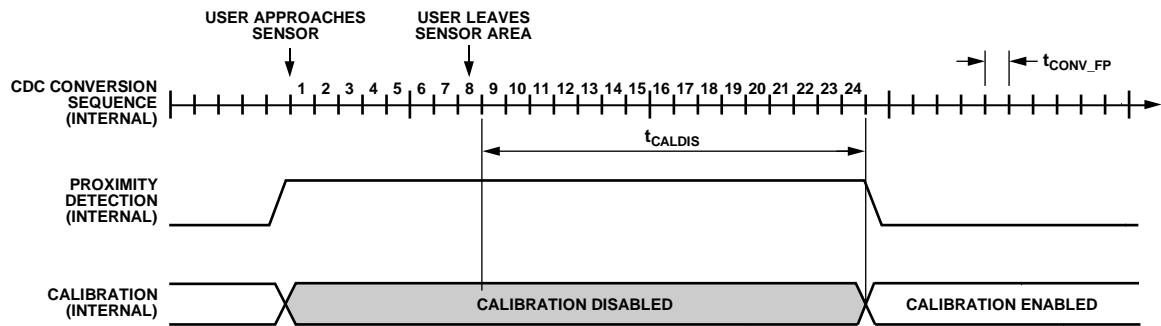 USER APPROACHES
SENSOR
USER LEAVES
SENSOR AREA
tCONV_FP
CDC CONVERSION
SEQUENCE
(INTERNAL)
1 2 3 4 5 6 7 8 9 10 11 12 13 14 15 16 17 18 19 20 21 22 23 24
tCALDIS
PROXIMITY
DETECTION
(INTERNAL)
CALIBRATION
(INTERNAL)
CALIBRATION DISABLED
CALIBRATION ENABLED